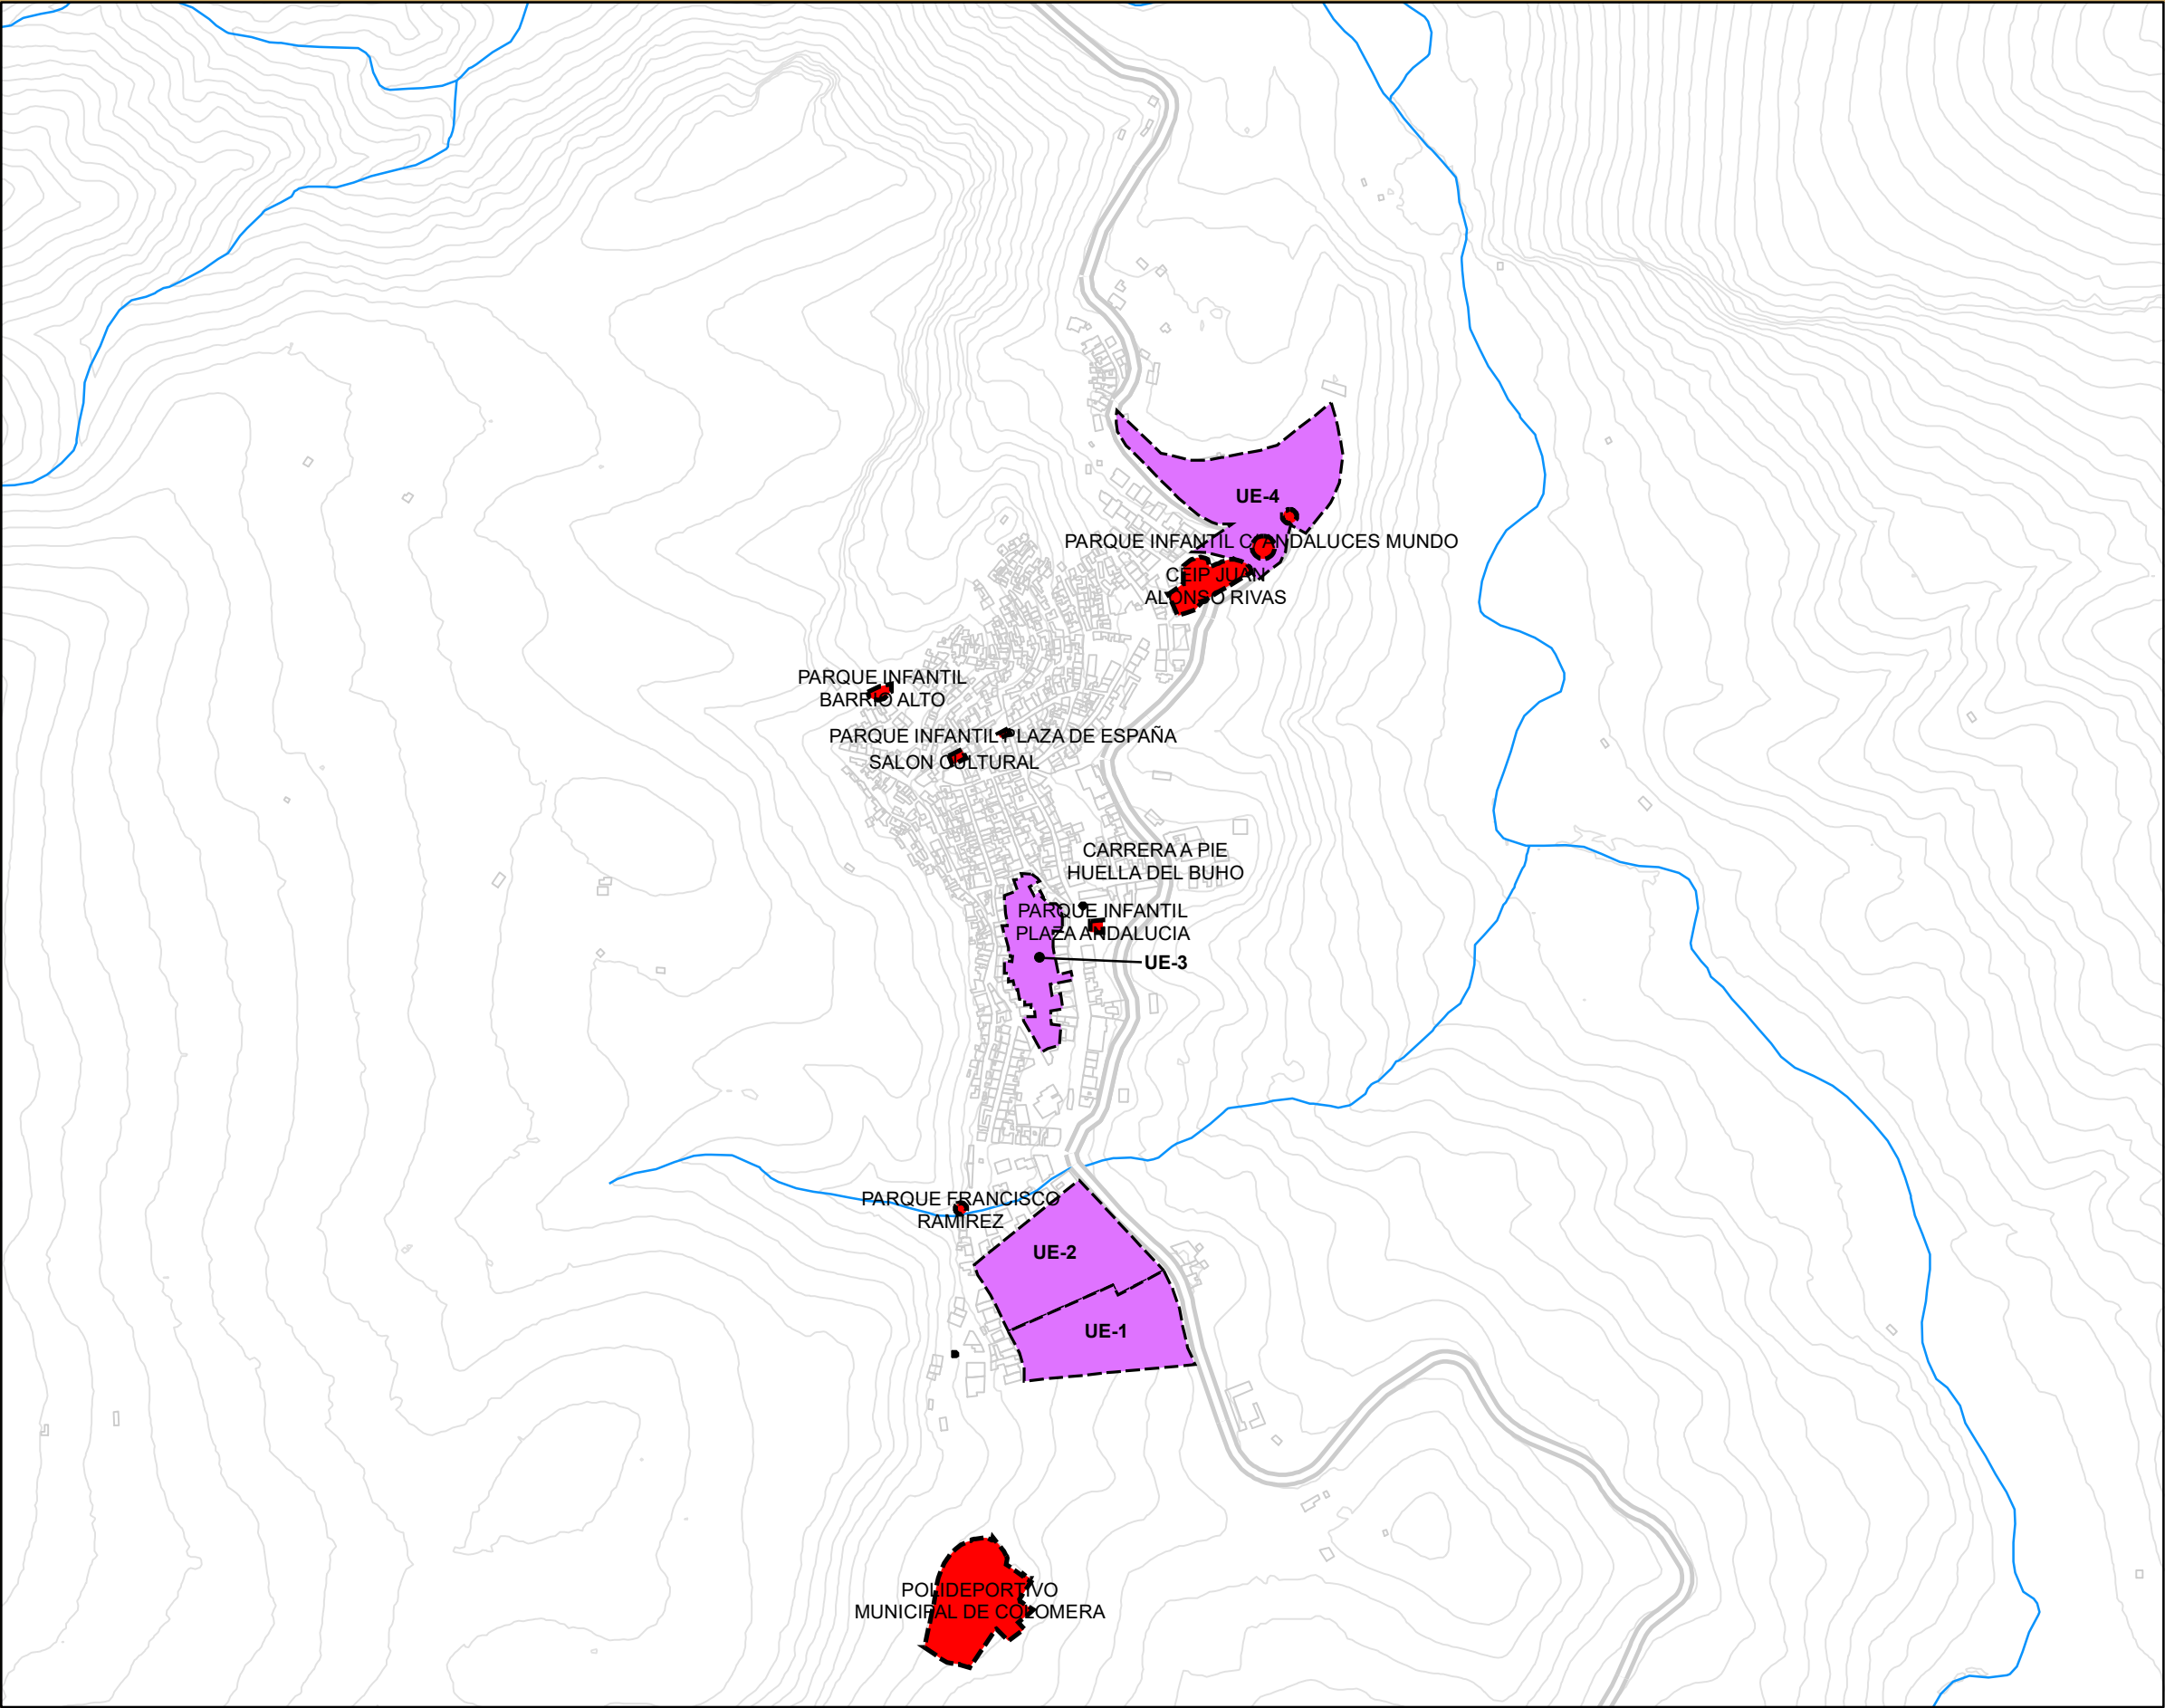 UE-4
PARQUE INFANTIL C/ ANDALUCES MUNDO
CEIP JUAN
ALONSO RIVAS
PARQUE INFANTIL
BARRIO ALTO
PARQUE INFANTIL PLAZA DE ESPAÑA
SALON CULTURAL
CARRERA A PIE
HUELLA DEL BUHO
PARQUE INFANTIL
PLAZA ANDALUCIA
UE-3
PARQUE FRANCISCO
RAMIREZ
UE-2
UE-1
POLIDEPORTIVO
MUNICIPAL DE COLOMERA